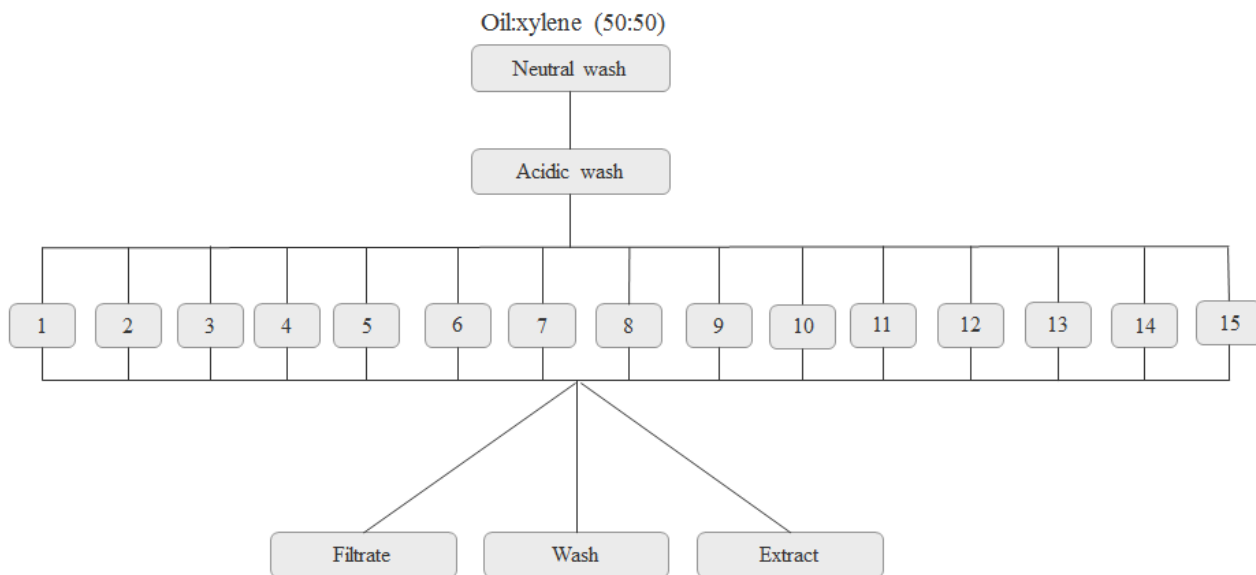 Oil:xylene (50:50)
Neutral wash
Acidic wash
1 2 3 4 5 6 7 8 9 10 11 12 13 14 15
Filtrate Wash Extract